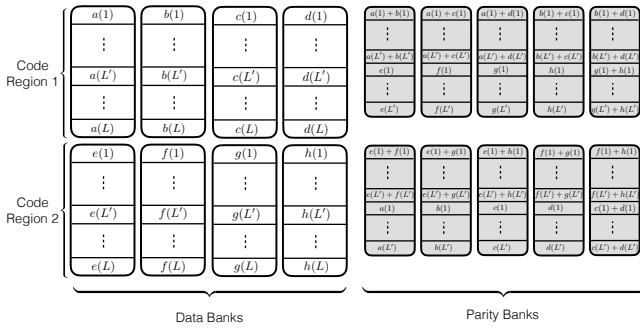 Code Region 1
a(1) b(1) c(1) d(1)
⋮ ⋮ ⋮ ⋮
a(L′) b(L′) c(L′) d(L′)
⋮ ⋮ ⋮ ⋮
a(L) b(L) c(L) d(L)
a(1) + b(1) a(1) + c(1) a(1) + d(1) b(1) + c(1) b(1) + d(1)
⋮ ⋮ ⋮ ⋮ ⋮
a(L′) + b(L′) a(L′) + c(L′) a(L′) + d(L′) b(L′) + c(L′) b(L′) + d(L′)
e(1) f(1) g(1) h(1) g(1) + h(1)
⋮ ⋮ ⋮ ⋮ ⋮
e(L′) f(L′) g(L′) h(L′) g(L′) + h(L′)
Code Region 2
e(1) f(1) g(1) h(1)
⋮ ⋮ ⋮ ⋮
e(L′) f(L′) g(L′) h(L′)
⋮ ⋮ ⋮ ⋮
e(L) f(L) g(L) h(L)
e(1) + f(1) e(1) + g(1) e(1) + h(1) f(1) + g(1) f(1) + h(1)
⋮ ⋮ ⋮ ⋮ ⋮
e(L′) + f(L′) e(L′) + g(L′) e(L′) + h(L′) f(L′) + g(L′) f(L′) + h(L′)
a(1) b(1) c(1) d(1) c(1) + d(1)
⋮ ⋮ ⋮ ⋮ ⋮
a(L′) b(L′) c(L′) d(L′) c(L′) + d(L′)
Data Banks
Parity Banks